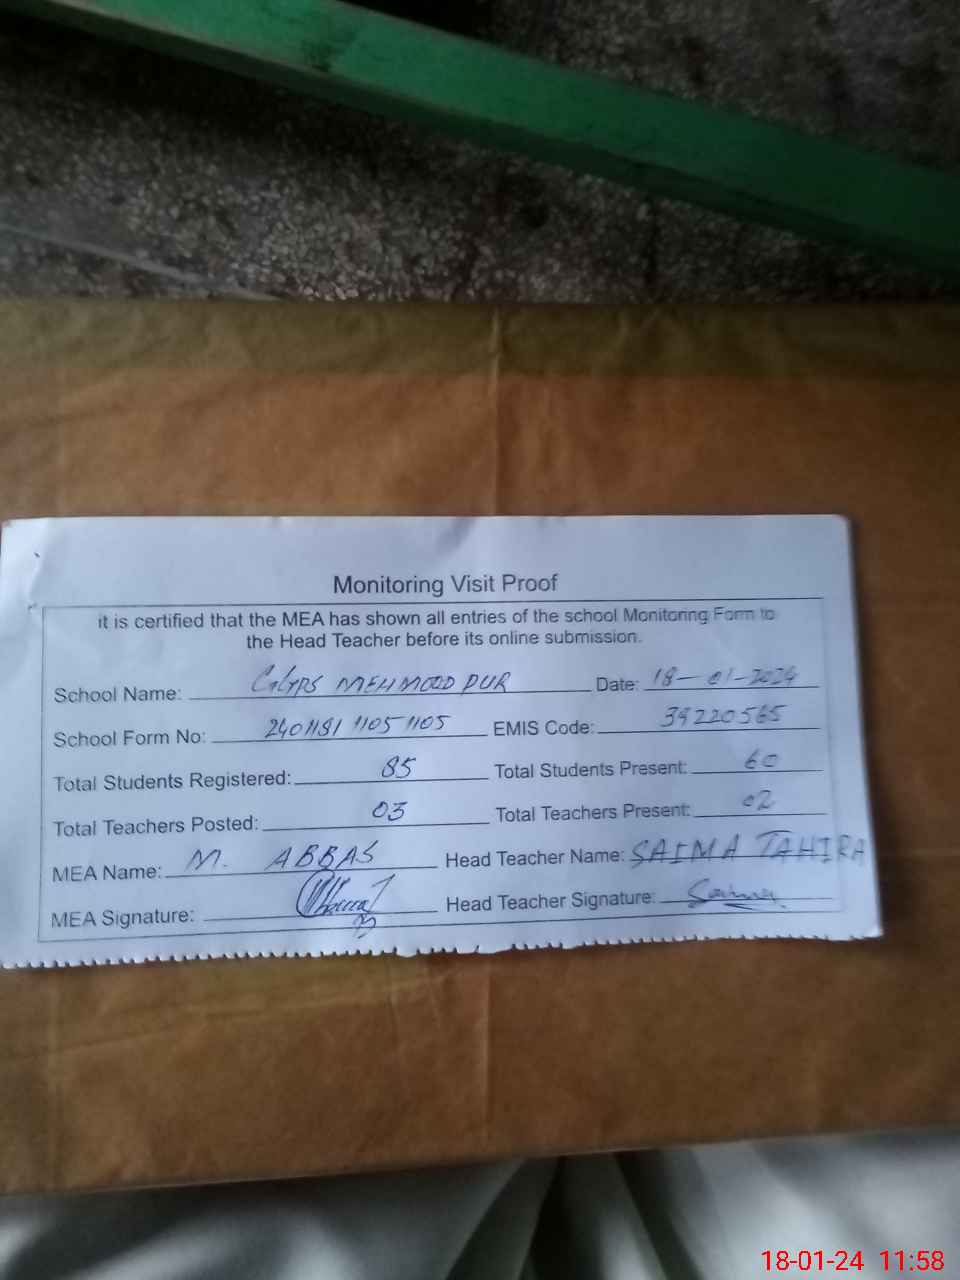 Monitoring Visit Proof
it is certified that the MEA has shown all entries of the school Monitoring Form to
the Head Teacher before its online submission.
School Name: GGPS MEHMOOD PUR Date: 18-01-2024
School Form No: 2401181 1105 1105 EMIS Code: 39220565
Total Students Registered: 85 Total Students Present: 60
Total Teachers Posted: 03 Total Teachers Present: 02
MEA Name: M. ABBAS Head Teacher Name: SAIMA TAHIRA
MEA Signature: Head Teacher Signature: Saima
18-01-24 11:58